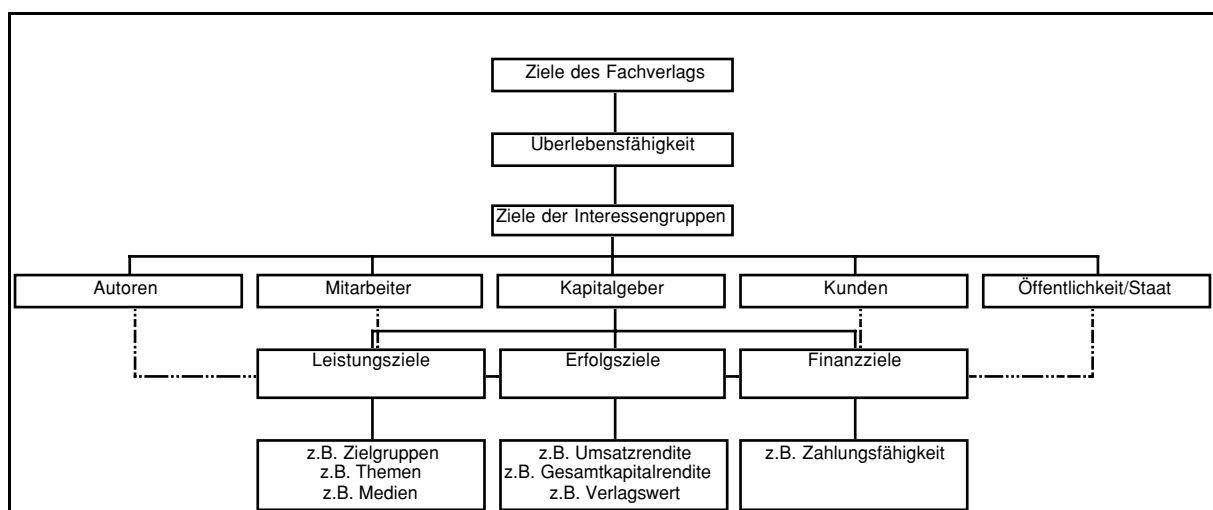 Ziele des Fachverlags
Überlebensfähigkeit
Ziele der Interessengruppen
Autoren
Mitarbeiter
Kapitalgeber
Kunden
Öffentlichkeit/Staat
Leistungsziele
Erfolgsziele
Finanzziele
z.B. Zielgruppen
z.B. Themen
z.B. Medien
z.B. Umsatzrendite
z.B. Gesamtkapitalrendite
z.B. Verlagswert
z.B. Zahlungsfähigkeit